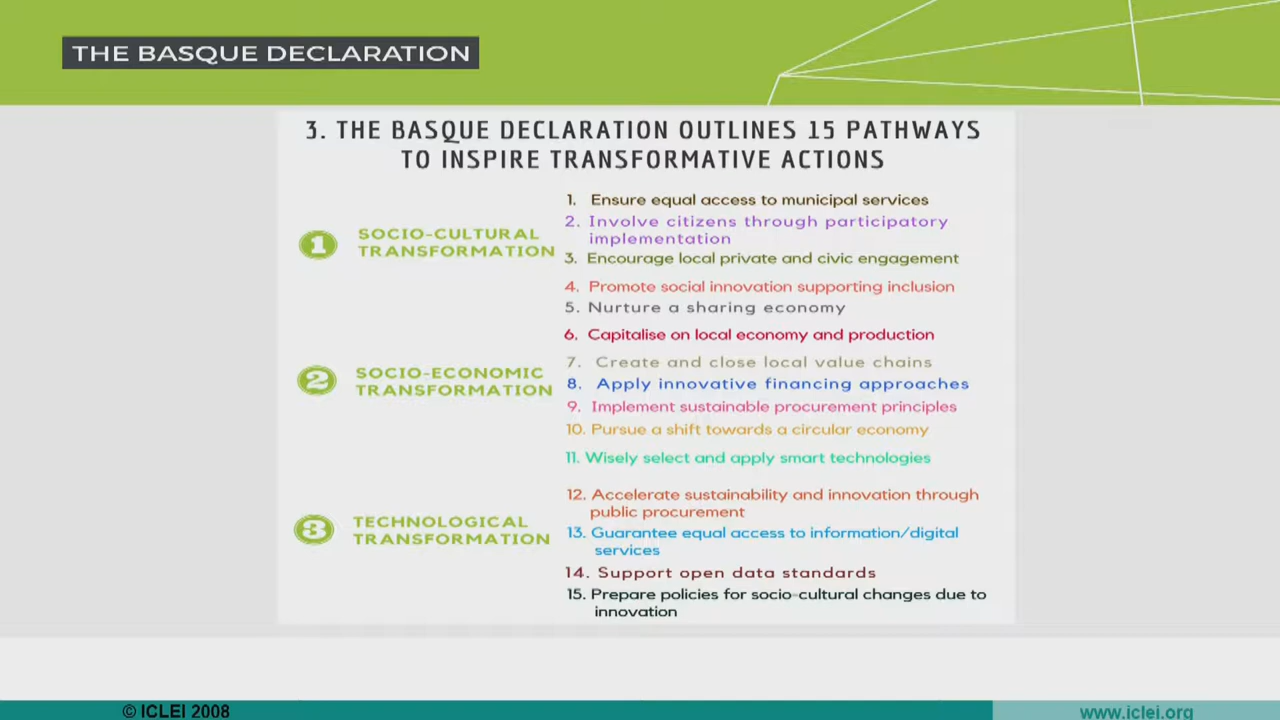 THE BASQUE DECLARATION
3. THE BASQUE DECLARATION OUTLINES 15 PATHWAYS
TO INSPIRE TRANSFORMATIVE ACTIONS
1 SOCIO-CULTURAL
TRANSFORMATION
1. Ensure equal access to municipal services
2. Involve citizens through participatory
implementation
3. Encourage local private and civic engagement
4. Promote social innovation supporting inclusion
5. Nurture a sharing economy
2 SOCIO-ECONOMIC
TRANSFORMATION
6. Capitalise on local economy and production
7. Create and close local value chains
8. Apply innovative financing approaches
9. Implement sustainable procurement principles
10. Pursue a shift towards a circular economy
3 TECHNOLOGICAL
TRANSFORMATION
11. Wisely select and apply smart technologies
12. Accelerate sustainability and innovation through
public procurement
13. Guarantee equal access to information/digital
services
14. Support open data standards
15. Prepare policies for socio-cultural changes due to
innovation
© ICLEI 2008
www.iclei.org